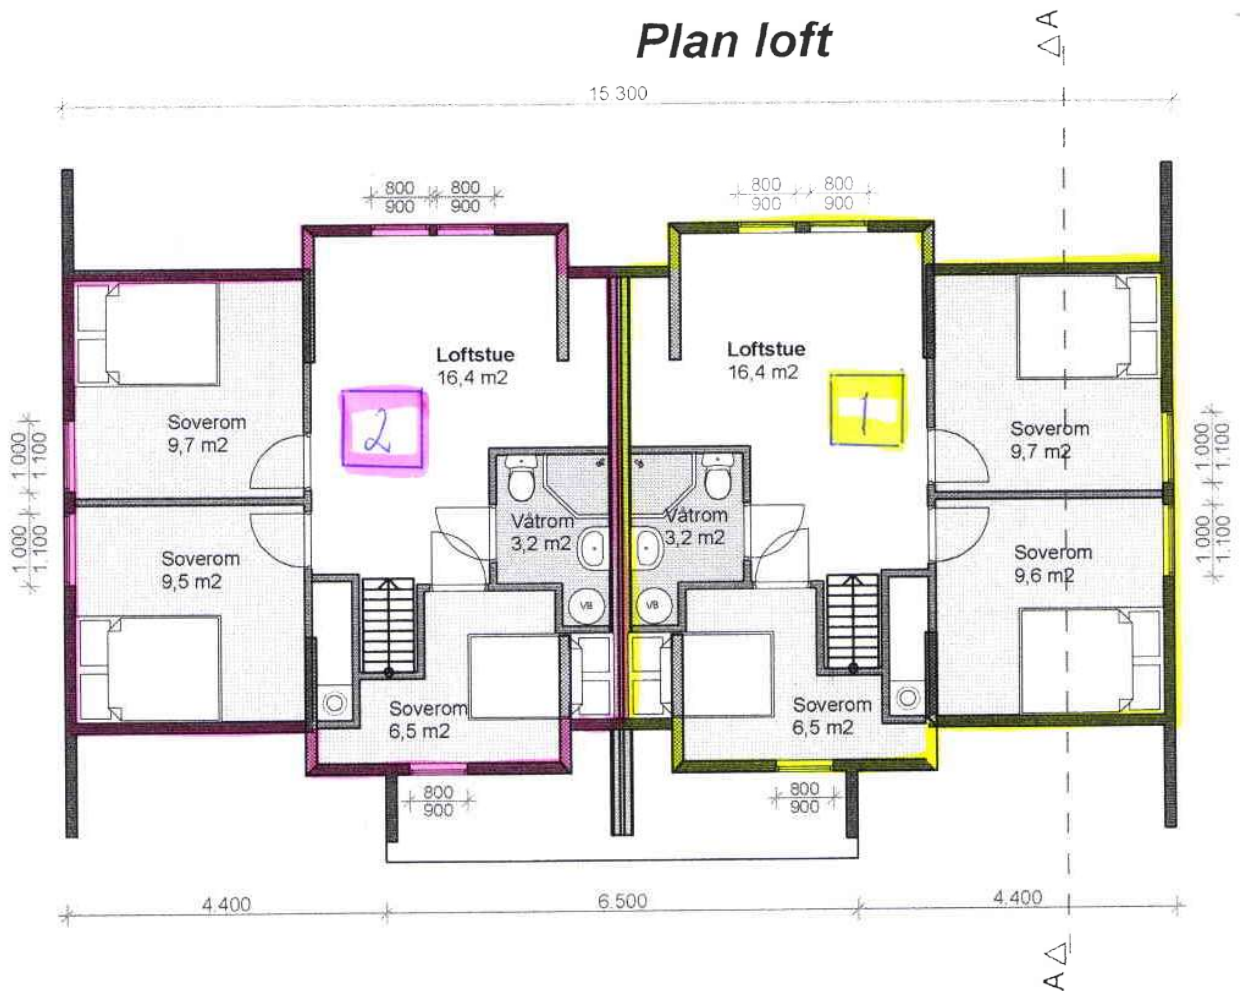 Plan loft
A
15.300
800 800 800 800
900 900 900 900
Loftstue
16,4 m2
Loftstue
16,4 m2
2
1
Soverom
9,7 m2
Soverom
9,7 m2
1.000
1.100
1.000
1.100
1.000
1.100
1.000
1.100
Våtrom
3,2 m2
Våtrom
3,2 m2
Soverom
9,5 m2
Soverom
9,6 m2
VB
VB
Soverom
6,5 m2
Soverom
6,5 m2
800
900
800
900
4.400 6.500 4.400
A